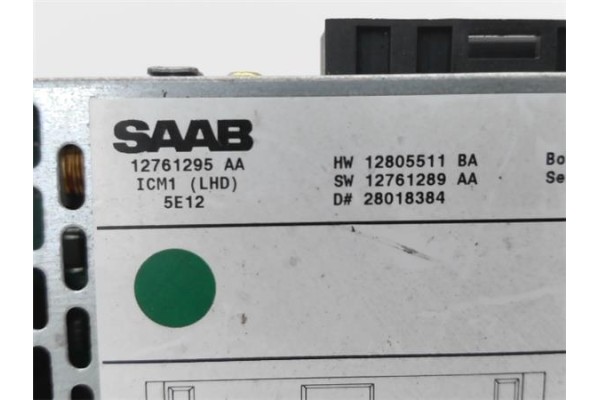 SAAB
12761295 AA
ICM1 (LHD)
5E12
HW 12805511 BA
SW 12761289 AA
D# 28018384